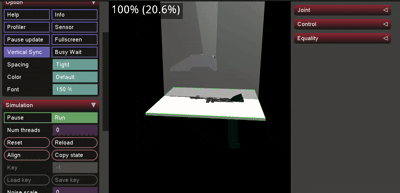 Option
Help Info
Profiler Sensor
Pause update Fullscreen
Vertical Sync Busy Wait
Spacing Tight
Color Default
Font 150 %
Simulation
Pause Run
Num threads 0
Reset Reload
Align Copy state
Key -1
Load key Save key
Noise scale 0
100% (20.6%)
Joint
Control
Equality